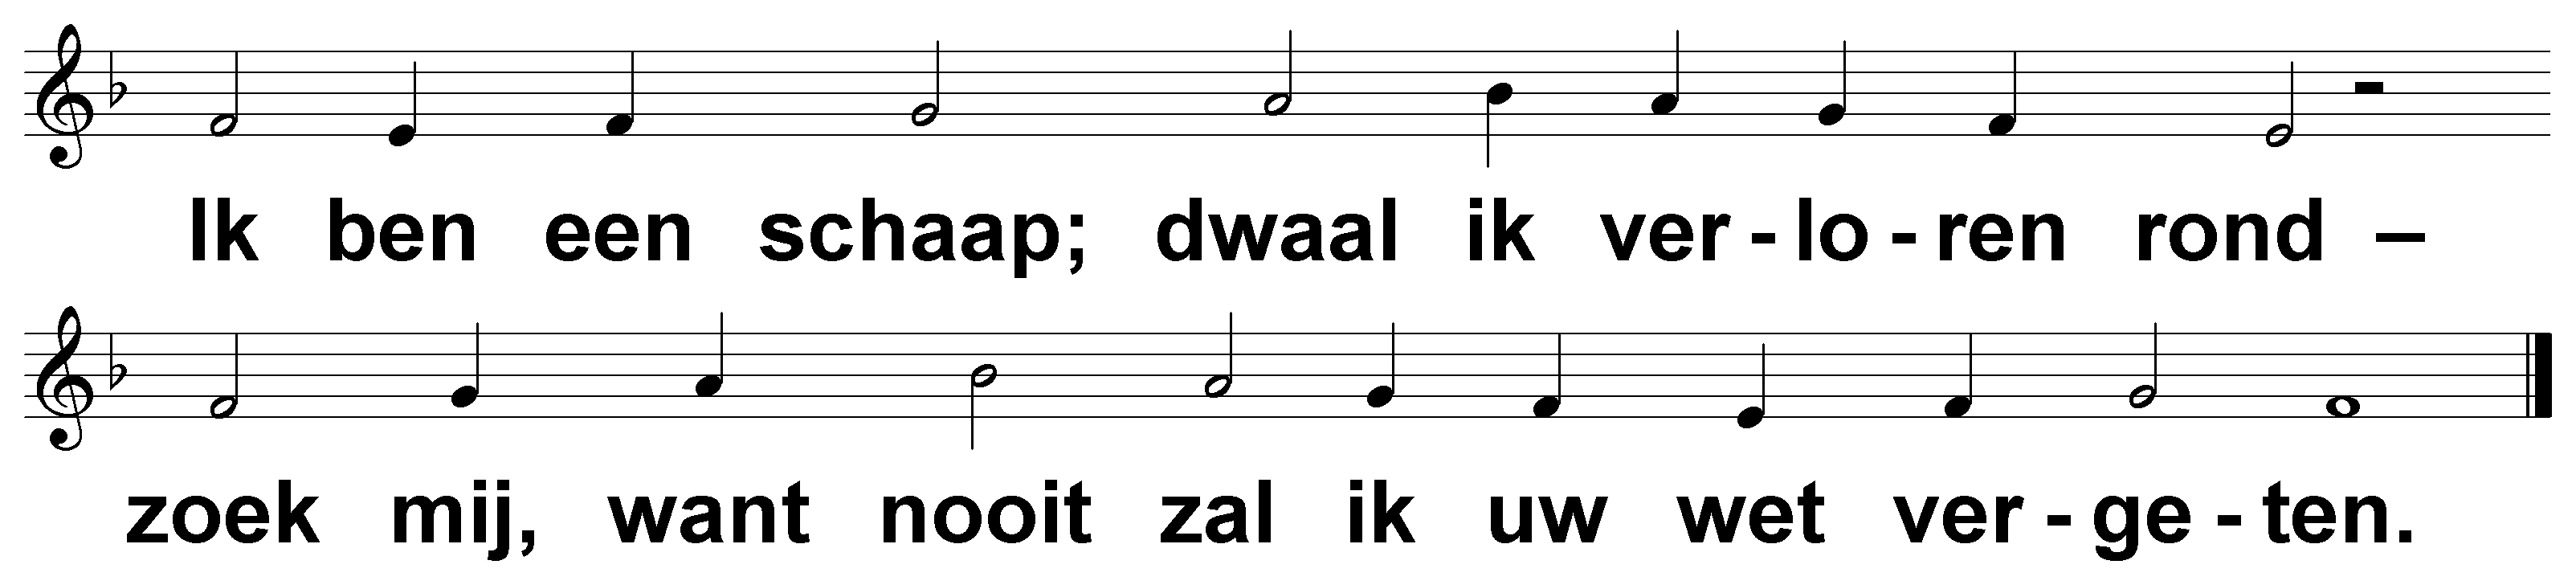 Ik ben een schaap; dwaal ik ver - lo - ren rond –
zoek mij, want nooit zal ik uw wet ver - ge - ten.